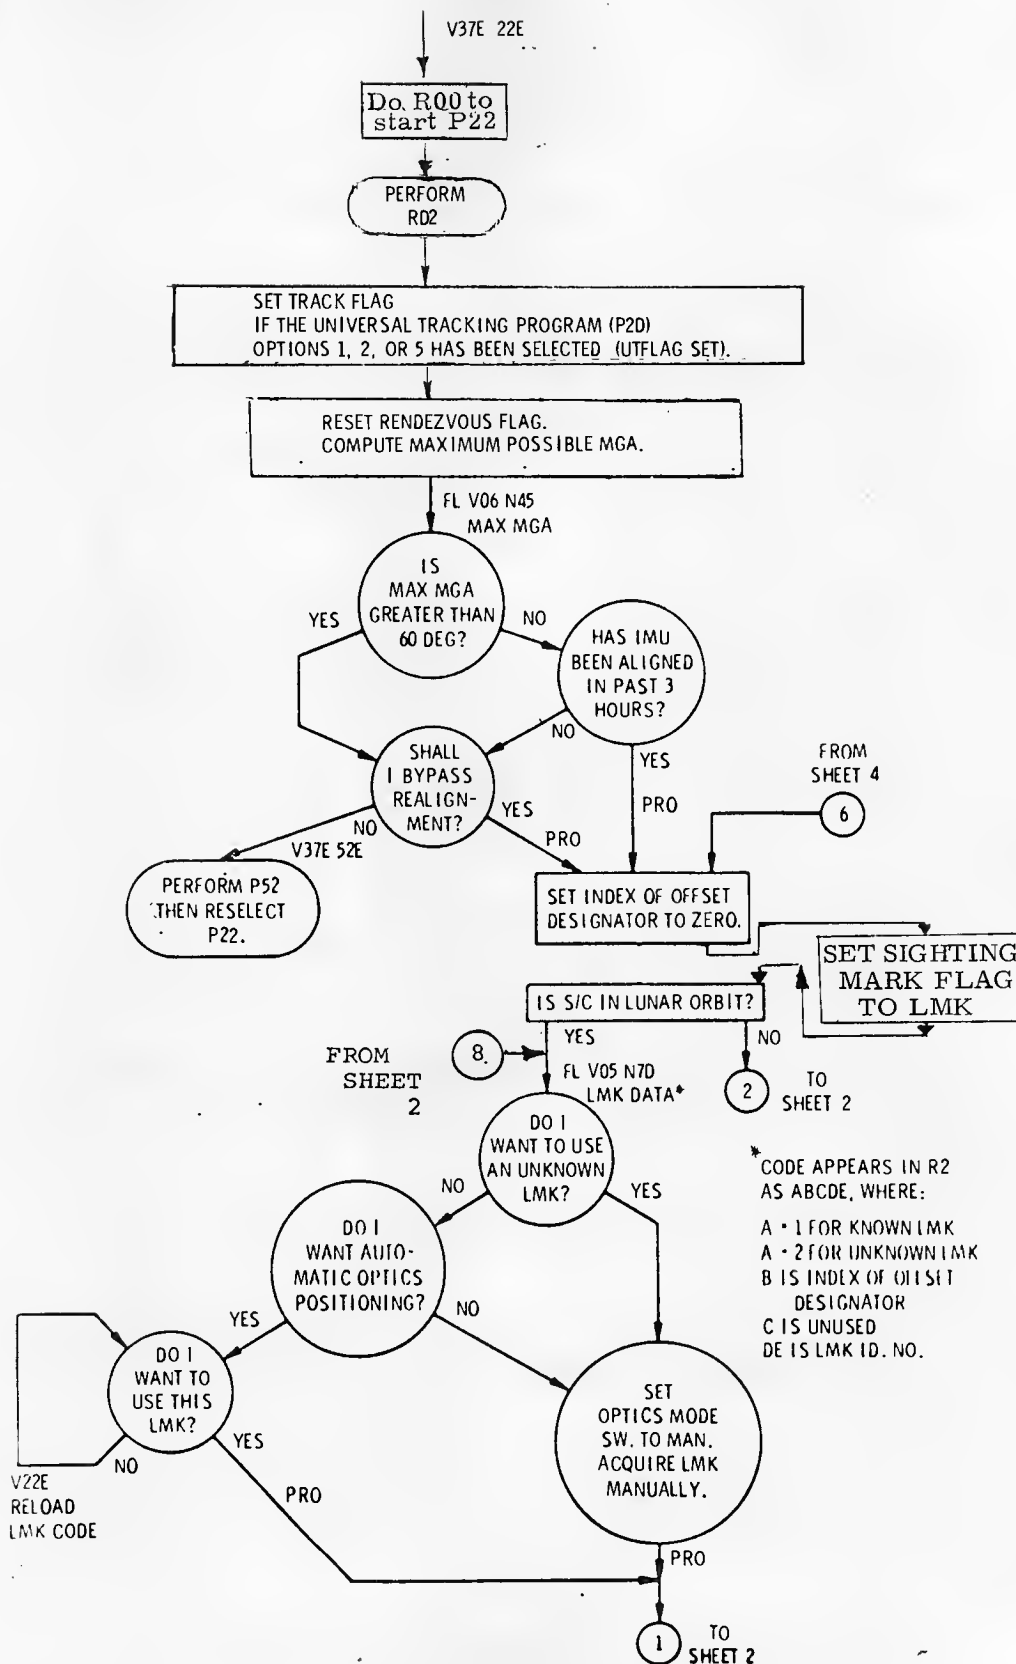 V37E 22E
Do R00 to
start P22
PERFORM
R02
SET TRACK FLAG
IF THE UNIVERSAL TRACKING PROGRAM (P20)
OPTIONS 1, 2, OR 5 HAS BEEN SELECTED (UTFLAG SET).
RESET RENDEZVOUS FLAG.
COMPUTE MAXIMUM POSSIBLE MGA.
FL V06 N45
MAX MGA
IS
MAX MGA
GREATER THAN
60 DEG?
YES
NO
HAS IMU
BEEN ALIGNED
IN PAST 3
HOURS?
NO
YES
PRO
SHALL
I BYPASS
REALIGN-
MENT?
YES
PRO
NO
V37E 52E
PERFORM P52
THEN RESELECT
P22.
FROM
SHEET 4
6
SET INDEX OF OFFSET
DESIGNATOR TO ZERO.
SET SIGHTING
MARK FLAG
TO LMK
IS S/C IN LUNAR ORBIT?
YES
NO
FROM
SHEET
2
8
FL V05 N70
LMK DATA*
2
TO
SHEET 2
DO I
WANT TO USE
AN UNKNOWN
LMK?
NO
YES
*CODE APPEARS IN R2
AS ABCDE, WHERE:
A = 1 FOR KNOWN LMK
A = 2 FOR UNKNOWN LMK
B IS INDEX OF OFFSET
DESIGNATOR
C IS UNUSED
DE IS LMK ID. NO.
DO I
WANT AUTO-
MATIC OPTICS
POSITIONING?
YES
NO
DO I
WANT TO
USE THIS
LMK?
NO
YES
PRO
V22E
RELOAD
LMK CODE
SET
OPTICS MODE
SW. TO MAN.
ACQUIRE LMK
MANUALLY.
PRO
1
TO
SHEET 2